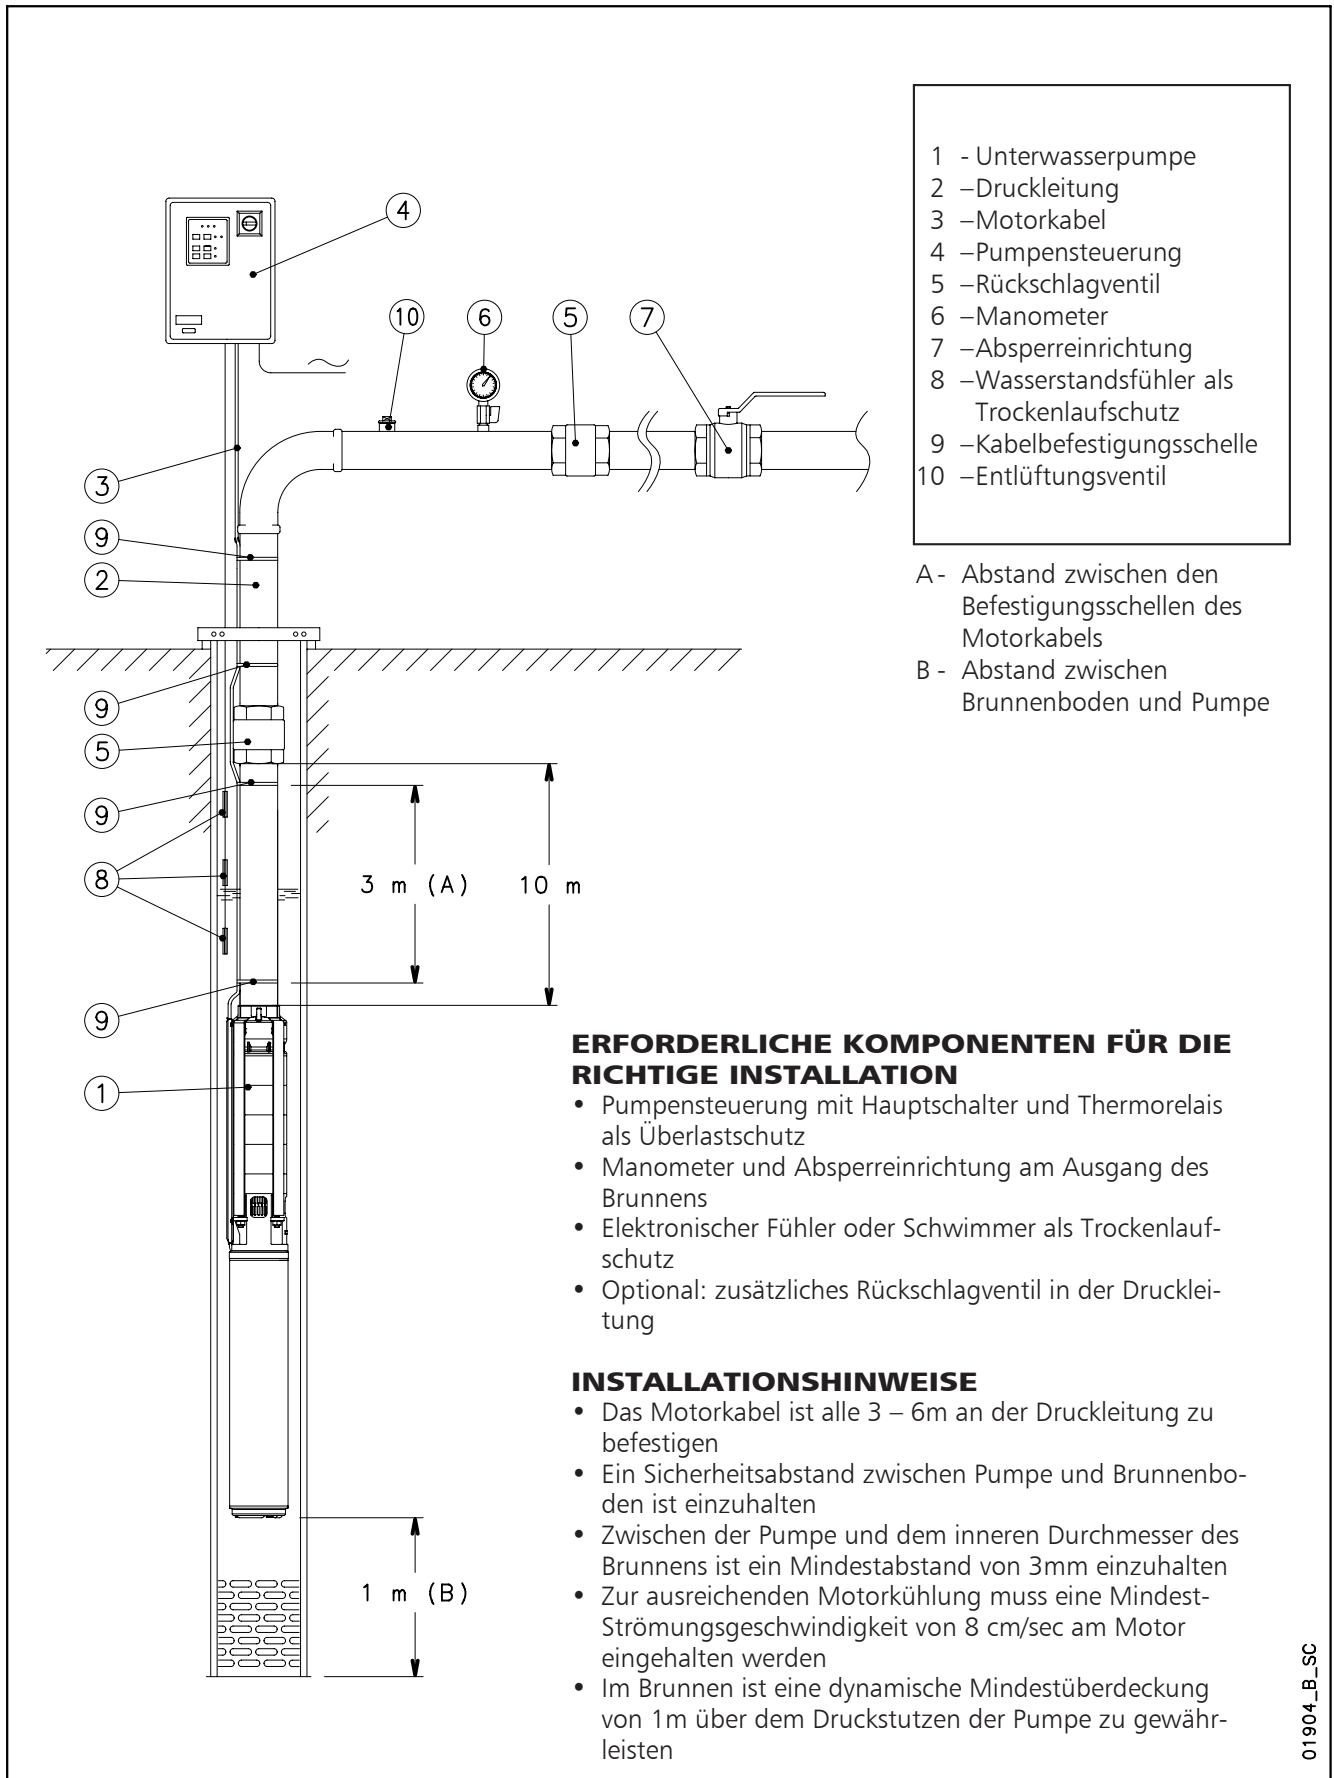 1 - Unterwasserpumpe
2 –Druckleitung
3 –Motorkabel
4 –Pumpensteuerung
5 –Rückschlagventil
6 –Manometer
7 –Absperreinrichtung
8 –Wasserstandsfühler als
Trockenlaufschutz
9 –Kabelbefestigungsschelle
10 –Entlüftungsventil
A - Abstand zwischen den
Befestigungsschellen des
Motorkabels
B - Abstand zwischen
Brunnenboden und Pumpe
4
10
6
5
7
3
9
2
9
5
9
8
3 m (A)
10 m
9
1
1 m (B)
ERFORDERLICHE KOMPONENTEN FÜR DIE
RICHTIGE INSTALLATION
• Pumpensteuerung mit Hauptschalter und Thermorelais
als Überlastschutz
• Manometer und Absperreinrichtung am Ausgang des
Brunnens
• Elektronischer Fühler oder Schwimmer als Trockenlauf-
schutz
• Optional: zusätzliches Rückschlagventil in der Drucklei-
tung
INSTALLATIONSHINWEISE
• Das Motorkabel ist alle 3 – 6m an der Druckleitung zu
befestigen
• Ein Sicherheitsabstand zwischen Pumpe und Brunnenbo-
den ist einzuhalten
• Zwischen der Pumpe und dem inneren Durchmesser des
Brunnens ist ein Mindestabstand von 3mm einzuhalten
• Zur ausreichenden Motorkühlung muss eine Mindest-
Strömungsgeschwindigkeit von 8 cm/sec am Motor
eingehalten werden
• Im Brunnen ist eine dynamische Mindestüberdeckung
von 1m über dem Druckstutzen der Pumpe zu gewähr-
leisten
01904_B_SC